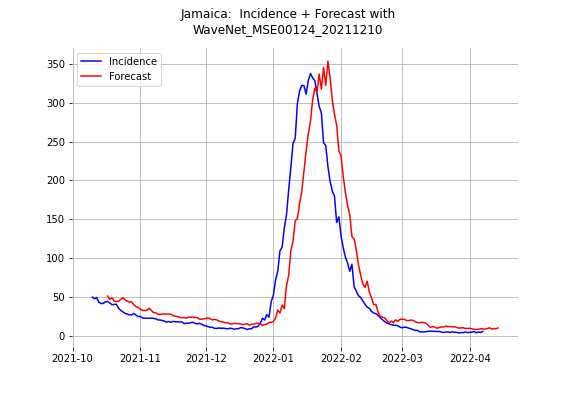 Jamaica:  Incidence + Forecast with
WaveNet_MSE00124_20211210
Incidence
Forecast
350
300
250
200
150
100
50
0
2021-10 2021-11 2021-12 2022-01 2022-02 2022-03 2022-04